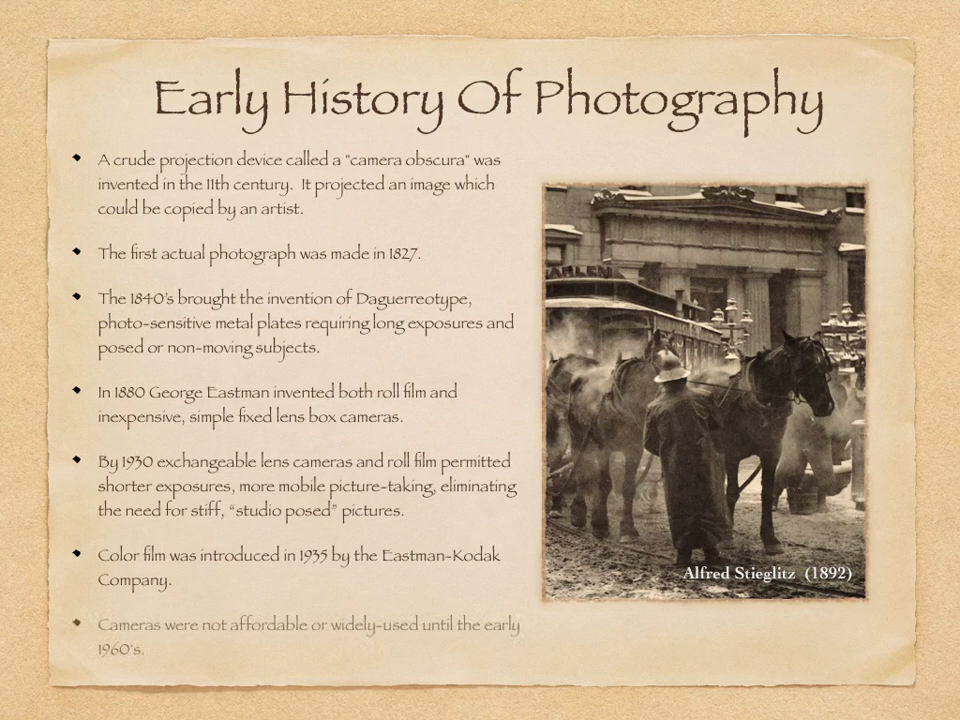 Early History Of Photography
A crude projection device called a "camera obscura" was
invented in the 11th century. It projected an image which
could be copied by an artist.
The first actual photograph was made in 1827.
The 1840's brought the invention of Daguerreotype,
photo-sensitive metal plates requiring long exposures and
posed or non-moving subjects.
In 1880 George Eastman invented both roll film and
inexpensive, simple fixed lens box cameras.
By 1930 exchangeable lens cameras and roll film permitted
shorter exposures, more mobile picture-taking, eliminating
the need for stiff, “studio posed” pictures.
Color film was introduced in 1935 by the Eastman-Kodak
Company.
Cameras were not affordable or widely-used until the early
1960's.
Alfred Stieglitz (1892)